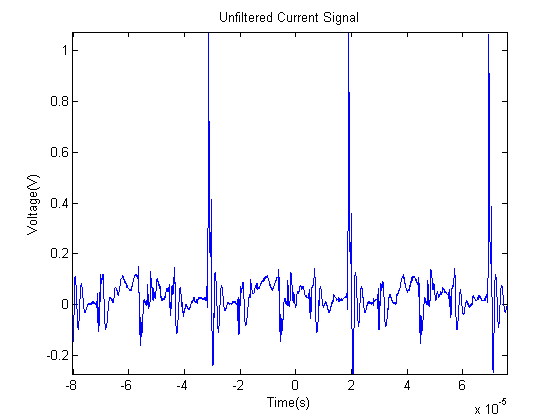 Unfiltered Current Signal
1
0.8
0.6
0.4
0.2
0
-0.2
Voltage(V)
-8 -6 -4 -2 0 2 4 6
Time(s)
x 10^-5